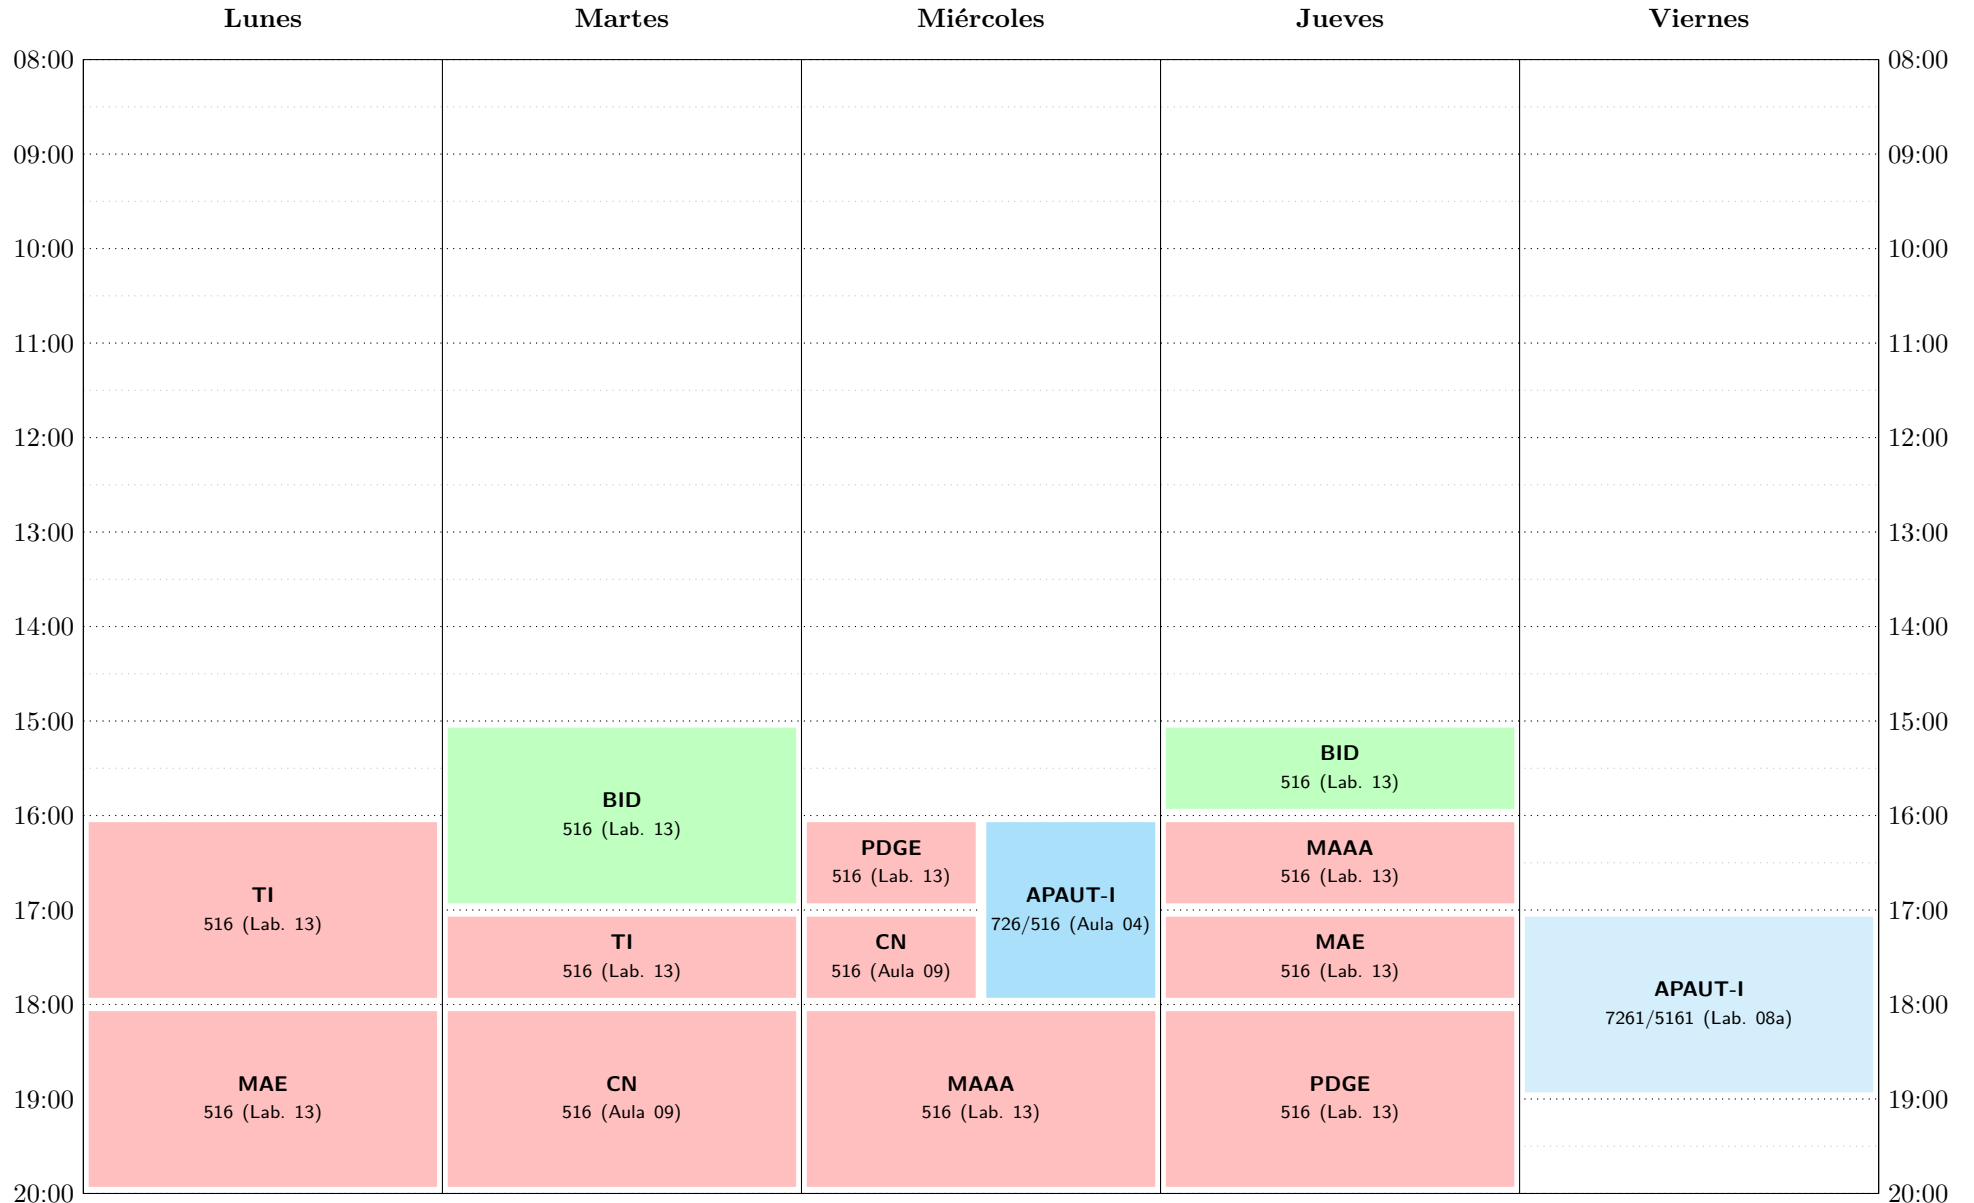 Lunes Martes Miércoles Jueves Viernes
08:00 08:00
09:00 09:00
10:00 10:00
11:00 11:00
12:00 12:00
13:00 13:00
14:00 14:00
15:00 15:00
16:00 16:00
17:00 17:00
18:00 18:00
19:00 19:00
20:00 20:00
TI
516 (Lab. 13)
MAE
516 (Lab. 13)
BID
516 (Lab. 13)
TI
516 (Lab. 13)
CN
516 (Aula 09)
PDGE
516 (Lab. 13)
APAUT-I
726/516 (Aula 04)
CN
516 (Aula 09)
MAAA
516 (Lab. 13)
BID
516 (Lab. 13)
MAAA
516 (Lab. 13)
MAE
516 (Lab. 13)
PDGE
516 (Lab. 13)
APAUT-I
7261/5161 (Lab. 08a)